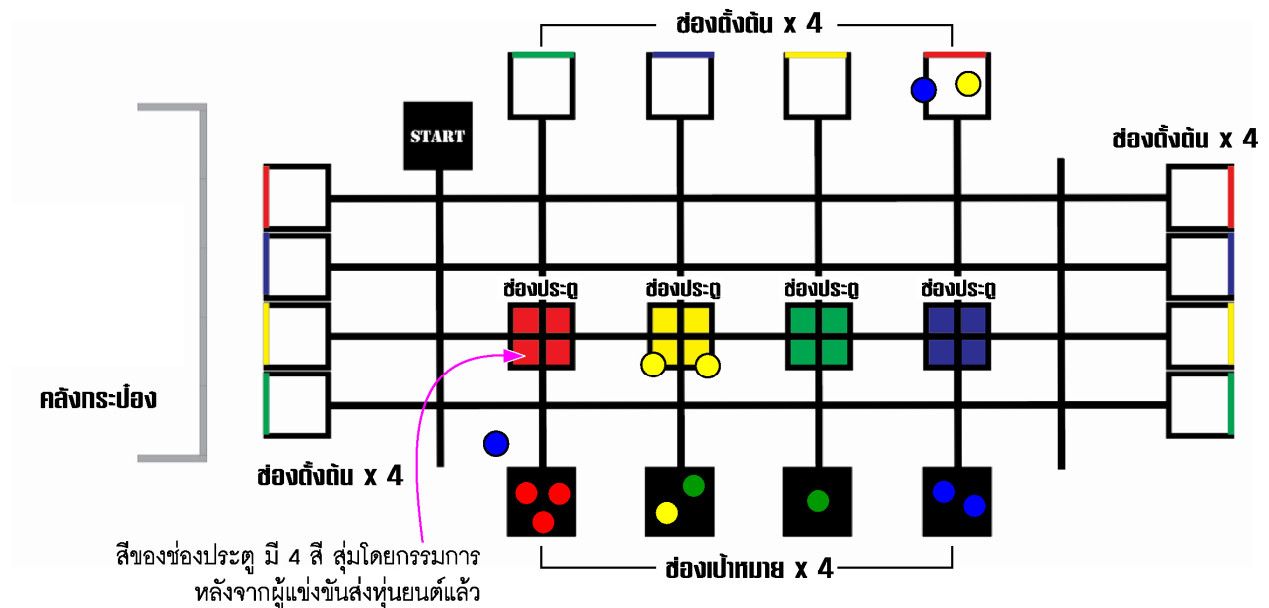 ช่องตั้งต้น x 4
START
ช่องตั้งต้น x 4
ช่องประตู
ช่องประตู
ช่องประตู
ช่องประตู
คลังกระป๋อง
ช่องตั้งต้น x 4
สีของช่องประตู มี 4 สี สุ่มโดยกรรมการ
หลังจากผู้แข่งขันส่งหุ่นยนต์แล้ว
ช่องเป้าหมาย x 4